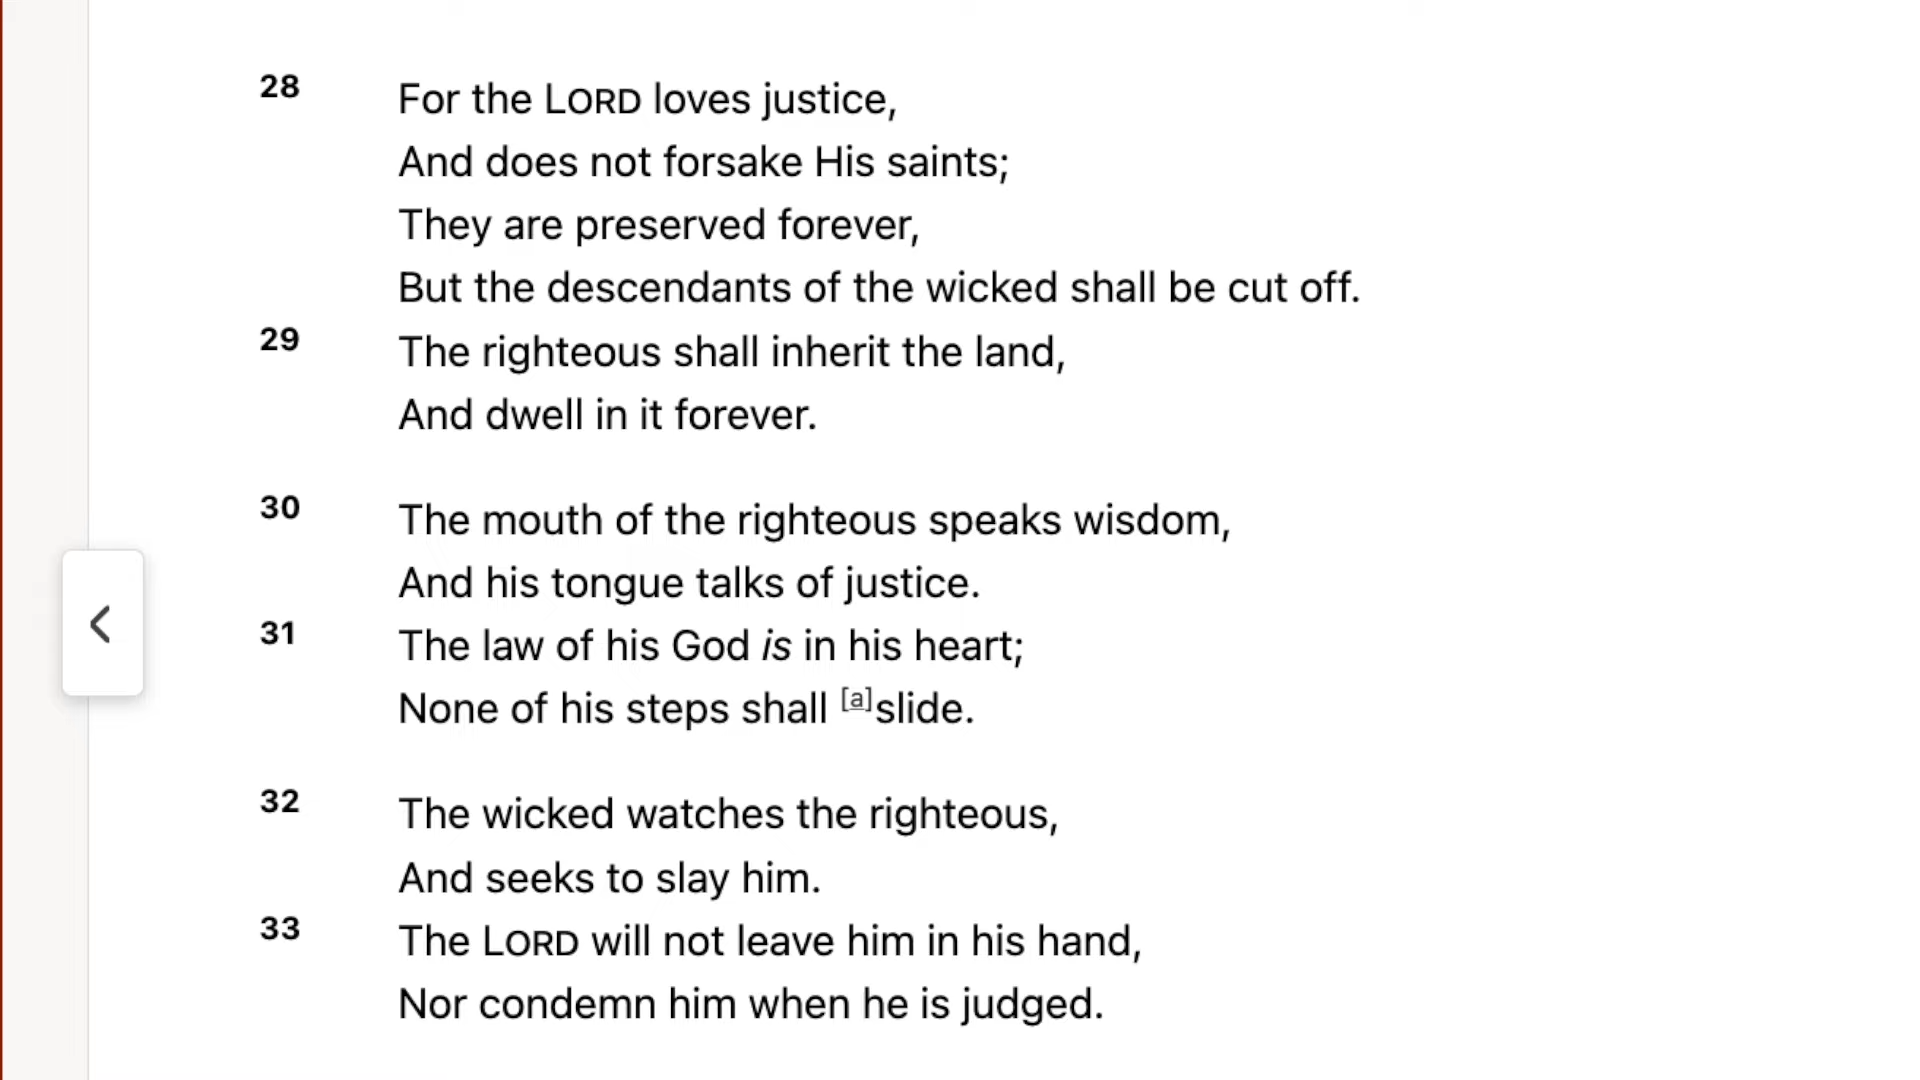 28 For the LORD loves justice,
And does not forsake His saints;
They are preserved forever,
But the descendants of the wicked shall be cut off.
29 The righteous shall inherit the land,
And dwell in it forever.
30 The mouth of the righteous speaks wisdom,
And his tongue talks of justice.
31 The law of his God is in his heart;
None of his steps shall [a]slide.
32 The wicked watches the righteous,
And seeks to slay him.
33 The LORD will not leave him in his hand,
Nor condemn him when he is judged.